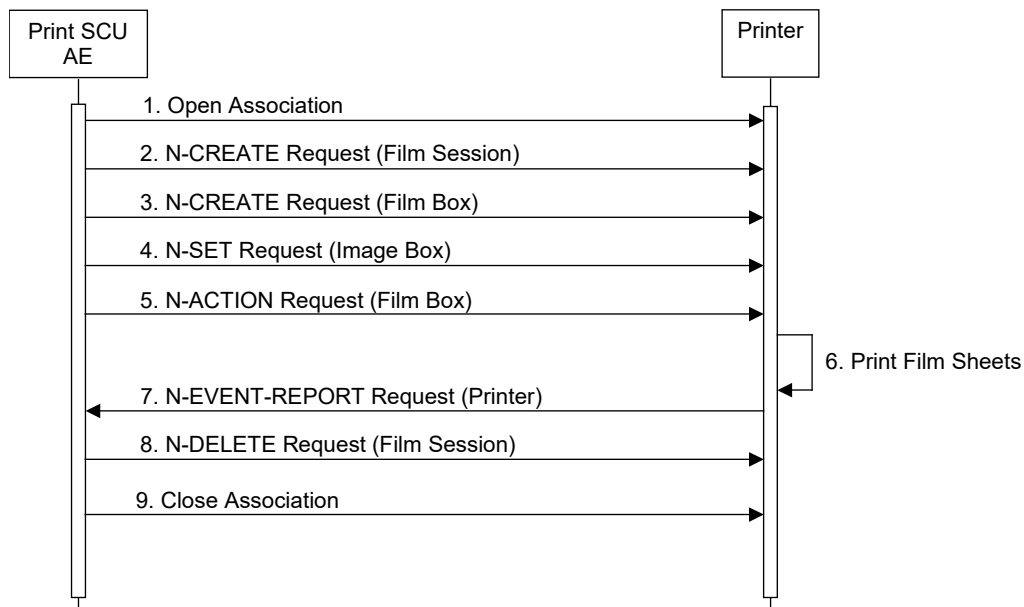 Print SCU
AE
Printer
1. Open Association
2. N-CREATE Request (Film Session)
3. N-CREATE Request (Film Box)
4. N-SET Request (Image Box)
5. N-ACTION Request (Film Box)
6. Print Film Sheets
7. N-EVENT-REPORT Request (Printer)
8. N-DELETE Request (Film Session)
9. Close Association